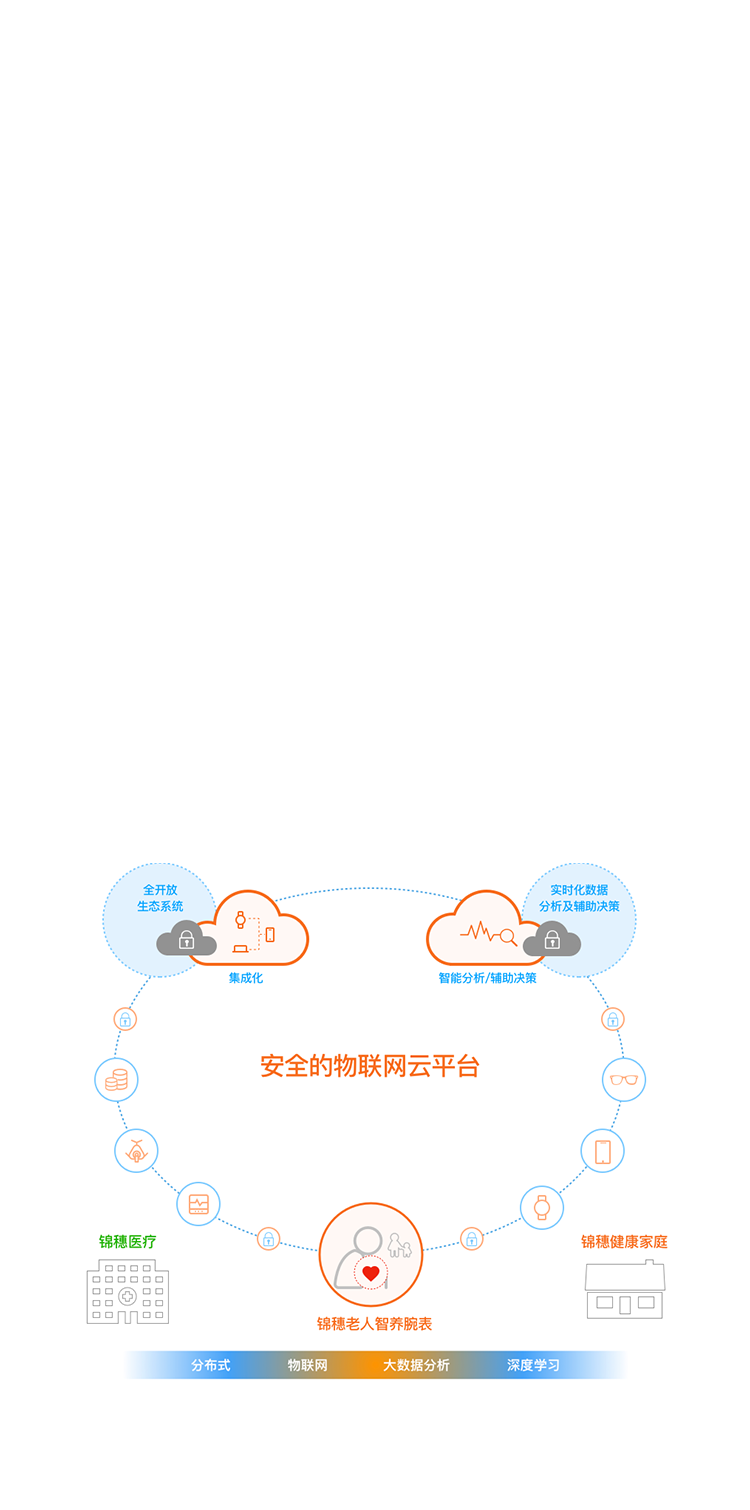 全开放
生态系统
实时化数据
分析及辅助决策
集成化
智能分析/辅助决策
安全的物联网云平台
锦穗医疗
锦穗健康家庭
锦穗老人智养腕表
分布式 物联网 大数据分析 深度学习